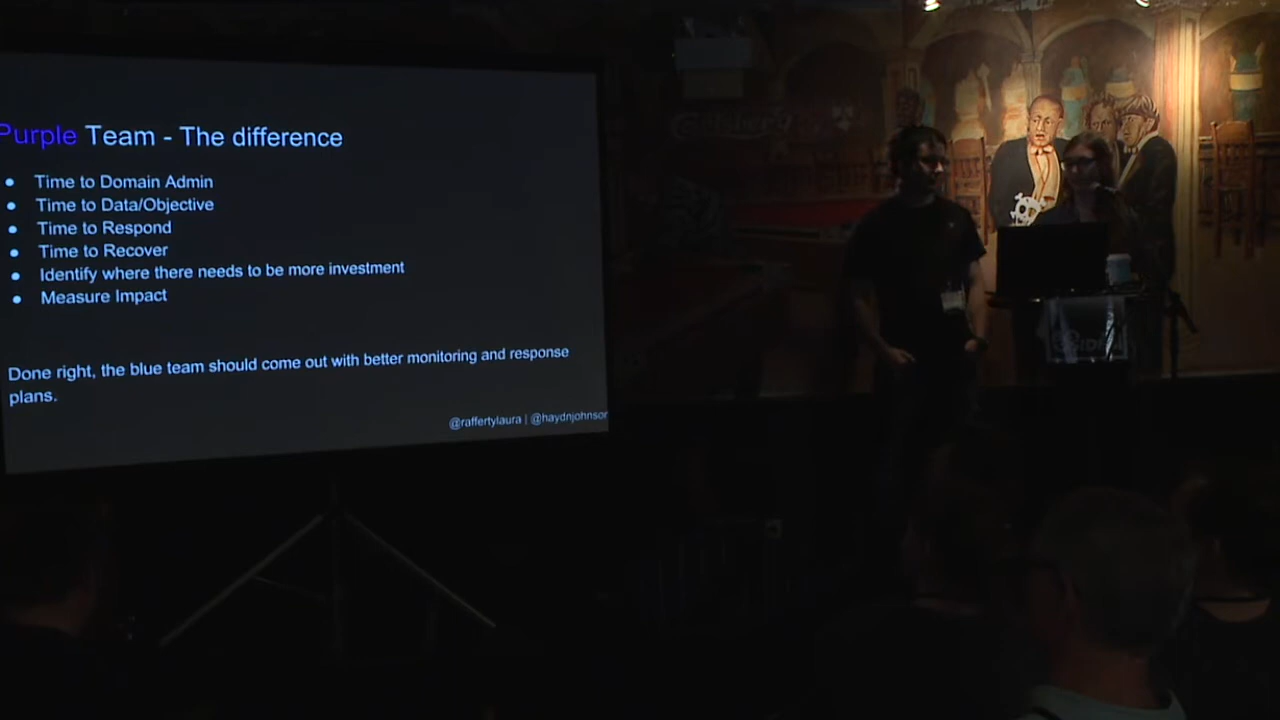 Purple Team - The difference
● Time to Domain Admin
● Time to Data/Objective
● Time to Respond
● Time to Recover
● Identify where there needs to be more investment
● Measure Impact
Done right, the blue team should come out with better monitoring and response
plans.
@raffertylaura | @haydnjohnson
Carlsberg